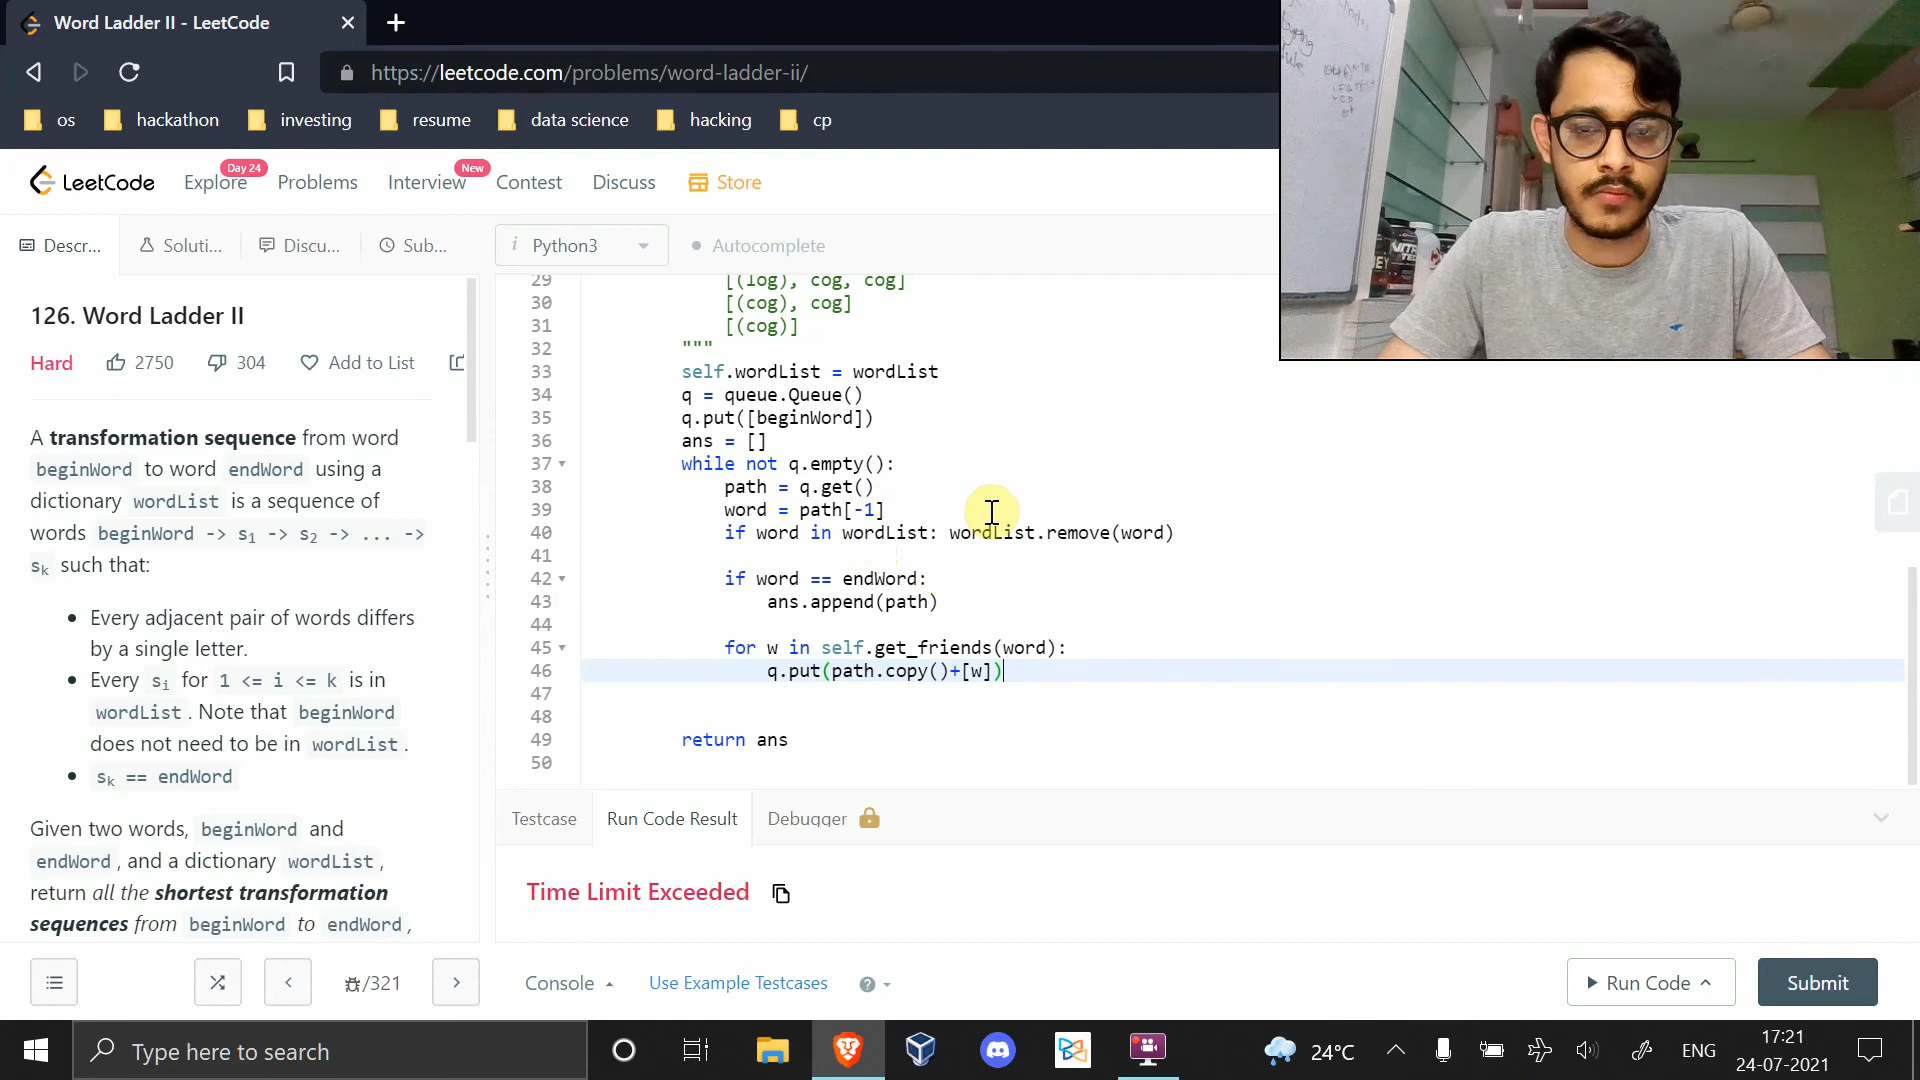 Word Ladder II - LeetCode
https://leetcode.com/problems/word-ladder-ii/
os hackathon investing resume data science hacking cp
LeetCode Explore Day 24 Problems Interview New Contest Discuss Store
Descr... Soluti... Discu... Sub...
i Python3 Autocomplete
126. Word Ladder II
Hard 2750 304 Add to List
A transformation sequence from word
beginWord to word endWord using a
dictionary wordList is a sequence of
words beginWord -> s1 -> s2 -> ... ->
sk such that:
• Every adjacent pair of words differs
by a single letter.
• Every si for 1 <= i <= k is in
wordList. Note that beginWord
does not need to be in wordList.
• sk == endWord
Given two words, beginWord and
endWord, and a dictionary wordList,
return all the shortest transformation
sequences from beginWord to endWord,
29 [(log), cog, cog]
30 [(cog), cog]
31 [(cog)]
32 """
33 self.wordList = wordList
34 q = queue.Queue()
35 q.put([beginWord])
36 ans = []
37 while not q.empty():
38 path = q.get()
39 word = path[-1]
40 if word in wordList: wordList.remove(word)
41
42 if word == endWord:
43 ans.append(path)
44
45 for w in self.get_friends(word):
46 q.put(path.copy()+[w])
47
48
49 return ans
50
Testcase Run Code Result Debugger
Time Limit Exceeded
/321
Console Use Example Testcases ?
Run Code Submit
Type here to search
24°C ENG
17:21
24-07-2021